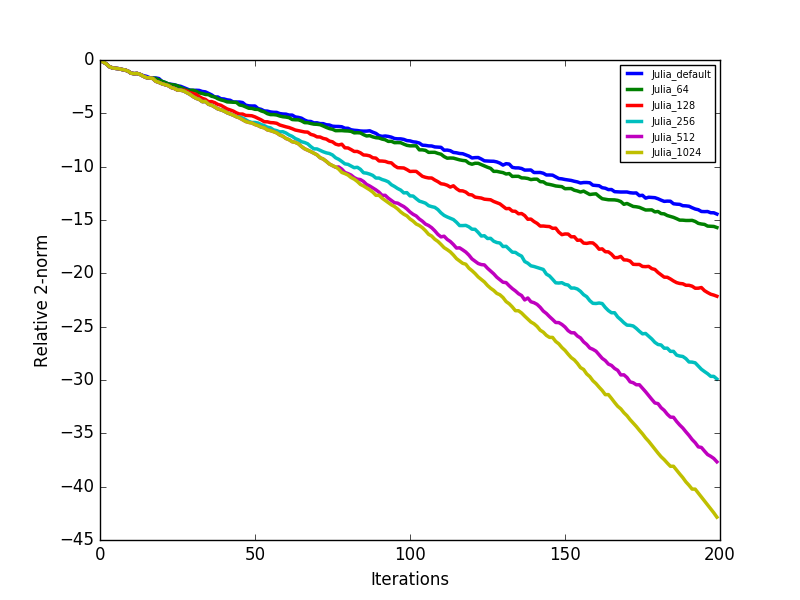 0
−5
−10
−15
−20
−25
−30
−35
−40
−45
0
50
100
150
200
Relative 2-norm
Iterations
Julia_default
Julia_64
Julia_128
Julia_256
Julia_512
Julia_1024